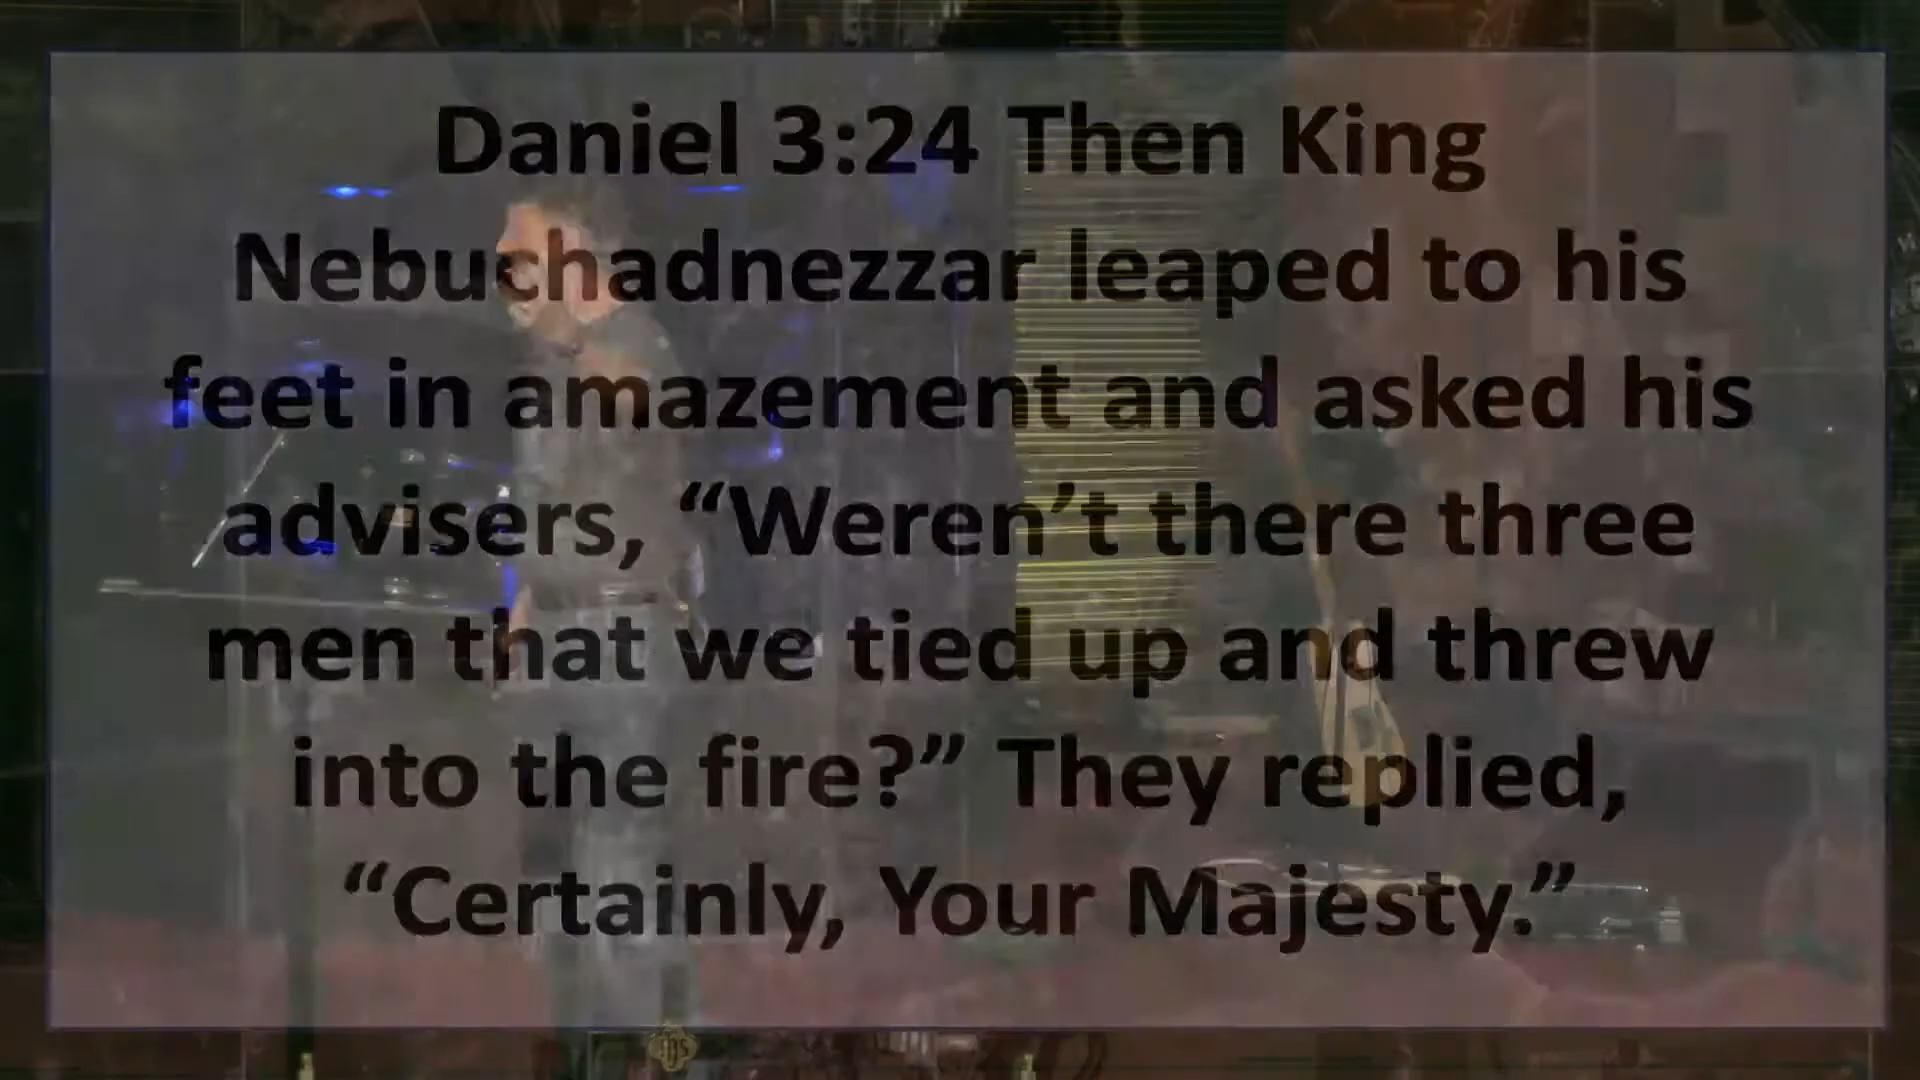 Daniel 3:24 Then King
Nebuchadnezzar leaped to his
feet in amazement and asked his
advisers, “Weren’t there three
men that we tied up and threw
into the fire?” They replied,
“Certainly, Your Majesty.”